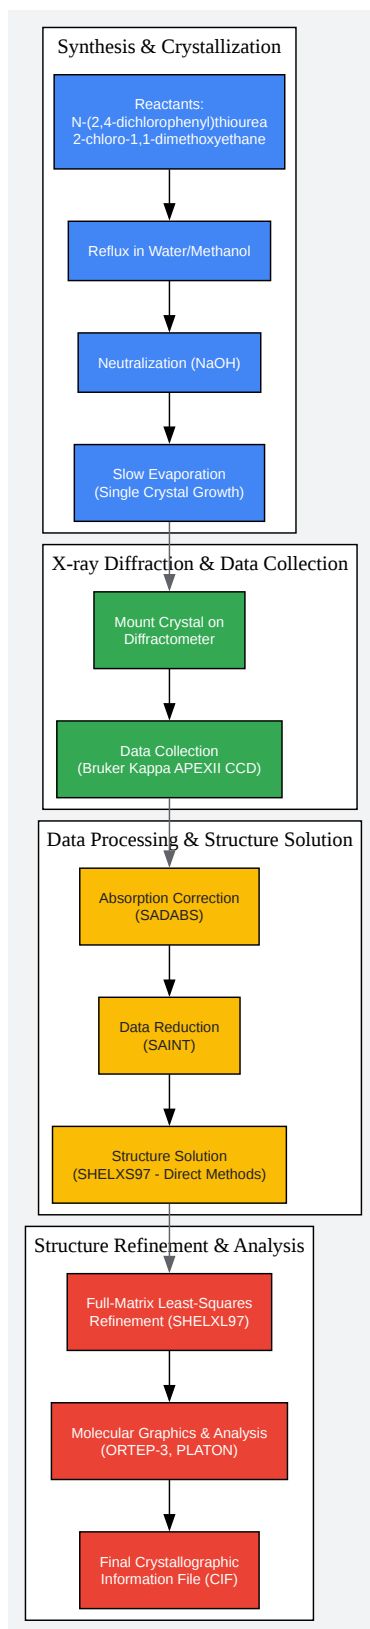 Synthesis & Crystallization
Reactants:
N-(2,4-dichlorophenyl)thiourea
2-chloro-1,1-dimethoxyethane
Reflux in Water/Methanol
Neutralization (NaOH)
Slow Evaporation
(Single Crystal Growth)
X-ray Diffraction & Data Collection
Mount Crystal on
Diffractometer
Data Collection
(Bruker Kappa APEXII CCD)
Data Processing & Structure Solution
Absorption Correction
(SADABS)
Data Reduction
(SAINT)
Structure Solution
(SHELXS97 - Direct Methods)
Structure Refinement & Analysis
Full-Matrix Least-Squares
Refinement (SHELXL97)
Molecular Graphics & Analysis
(ORTEP-3, PLATON)
Final Crystallographic
Information File (CIF)